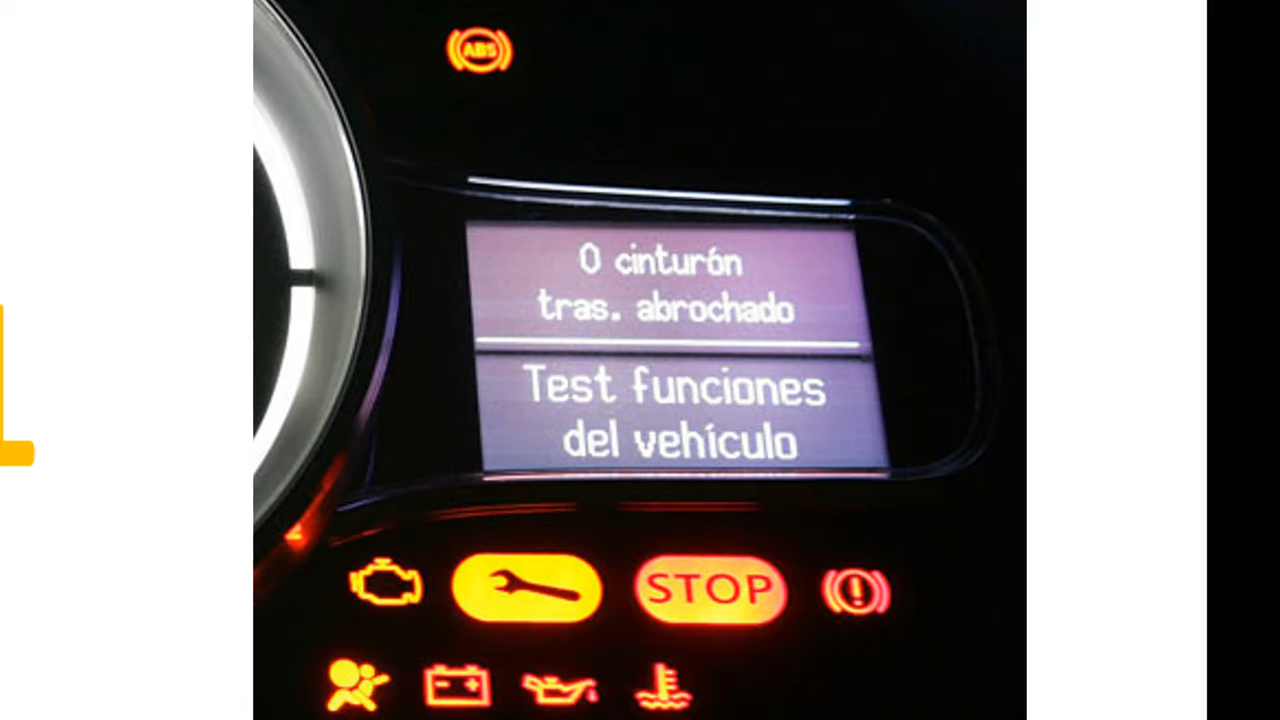 ABS
0 cinturón
tras. abrochado
Test funciones
del vehículo
STOP